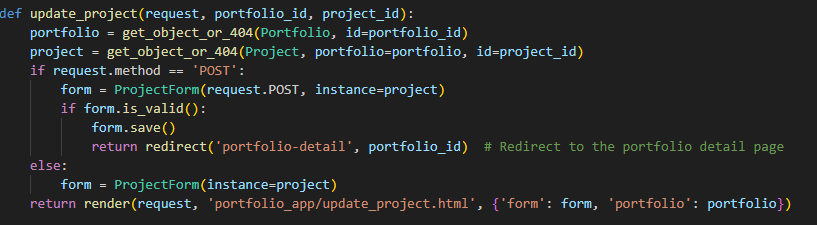 def update_project(request, portfolio_id, project_id):
    portfolio = get_object_or_404(Portfolio, id=portfolio_id)
    project = get_object_or_404(Project, portfolio=portfolio, id=project_id)
    if request.method == 'POST':
        form = ProjectForm(request.POST, instance=project)
        if form.is_valid():
            form.save()
            return redirect('portfolio-detail', portfolio_id)  # Redirect to the portfolio detail page
    else:
        form = ProjectForm(instance=project)
    return render(request, 'portfolio_app/update_project.html', {'form': form, 'portfolio': portfolio})